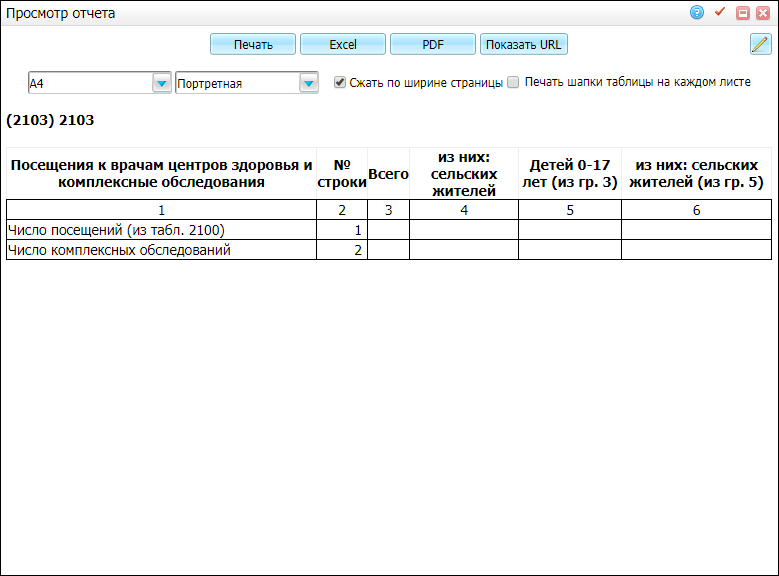 Просмотр отчета
Печать Excel PDF Показать URL
A4 Портретная Сжать по ширине страницы Печать шапки таблицы на каждом листе
(2103) 2103
Посещения к врачам центров здоровья и комплексные обследования № строки Всего из них: сельских жителей Детей 0-17 лет (из гр. 3) из них: сельских жителей (из гр. 5)
1 2 3 4 5 6
Число посещений (из табл. 2100) 1
Число комплексных обследований 2